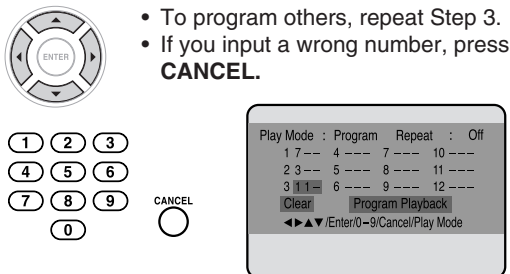 • To program others, repeat Step 3.
• If you input a wrong number, press
CANCEL.
ENTER
1 2 3
4 5 6
7 8 9
0
CANCEL
Play Mode : Program Repeat : Off
1 7 – – 4 – – – 7 – – – 10 – – –
2 3 – – 5 – – – 8 – – – 11 – – –
3 1 1 – 6 – – – 9 – – – 12 – – –
Clear Program Playback
◄►▲▼/Enter/0–9/Cancel/Play Mode